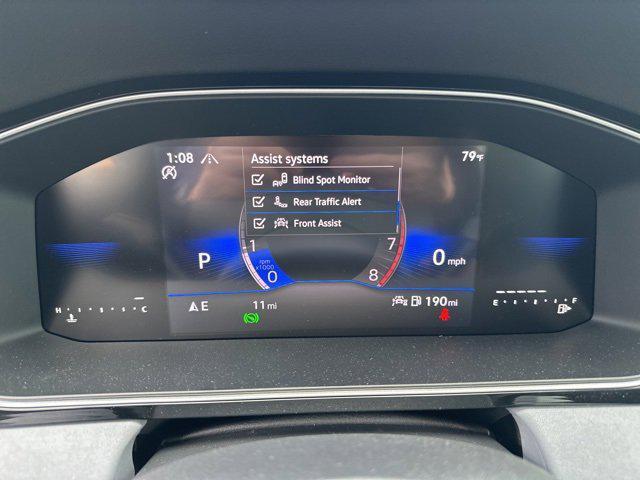 1:08
Assist systems
79°F
Blind Spot Monitor
Rear Traffic Alert
Front Assist
1
7
P
rpm
x1000
0
8
0 mph
H C
E F
E
11 mi
190 mi